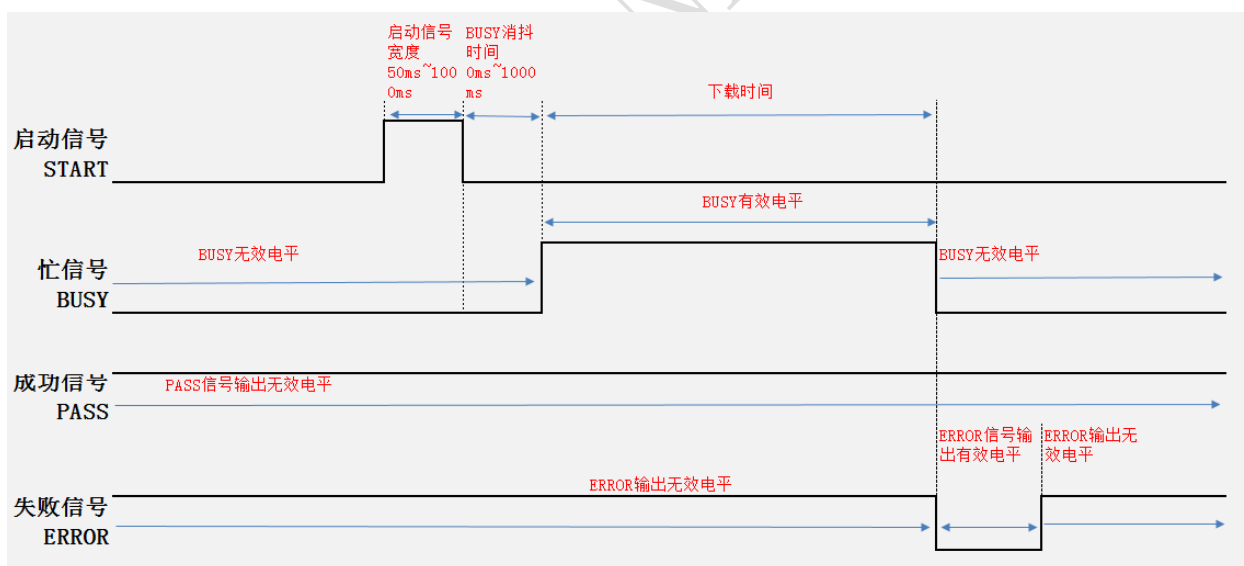 启动信号
宽度
50ms~100
0ms
BUSY消抖
时间
0ms~1000
ms
下载时间
启动信号
START
BUSY有效电平
BUSY无效电平
BUSY无效电平
忙信号
BUSY
成功信号
PASS信号输出无效电平
PASS
ERROR信号输
出有效电平
ERROR输出无
效电平
ERROR输出无效电平
失败信号
ERROR